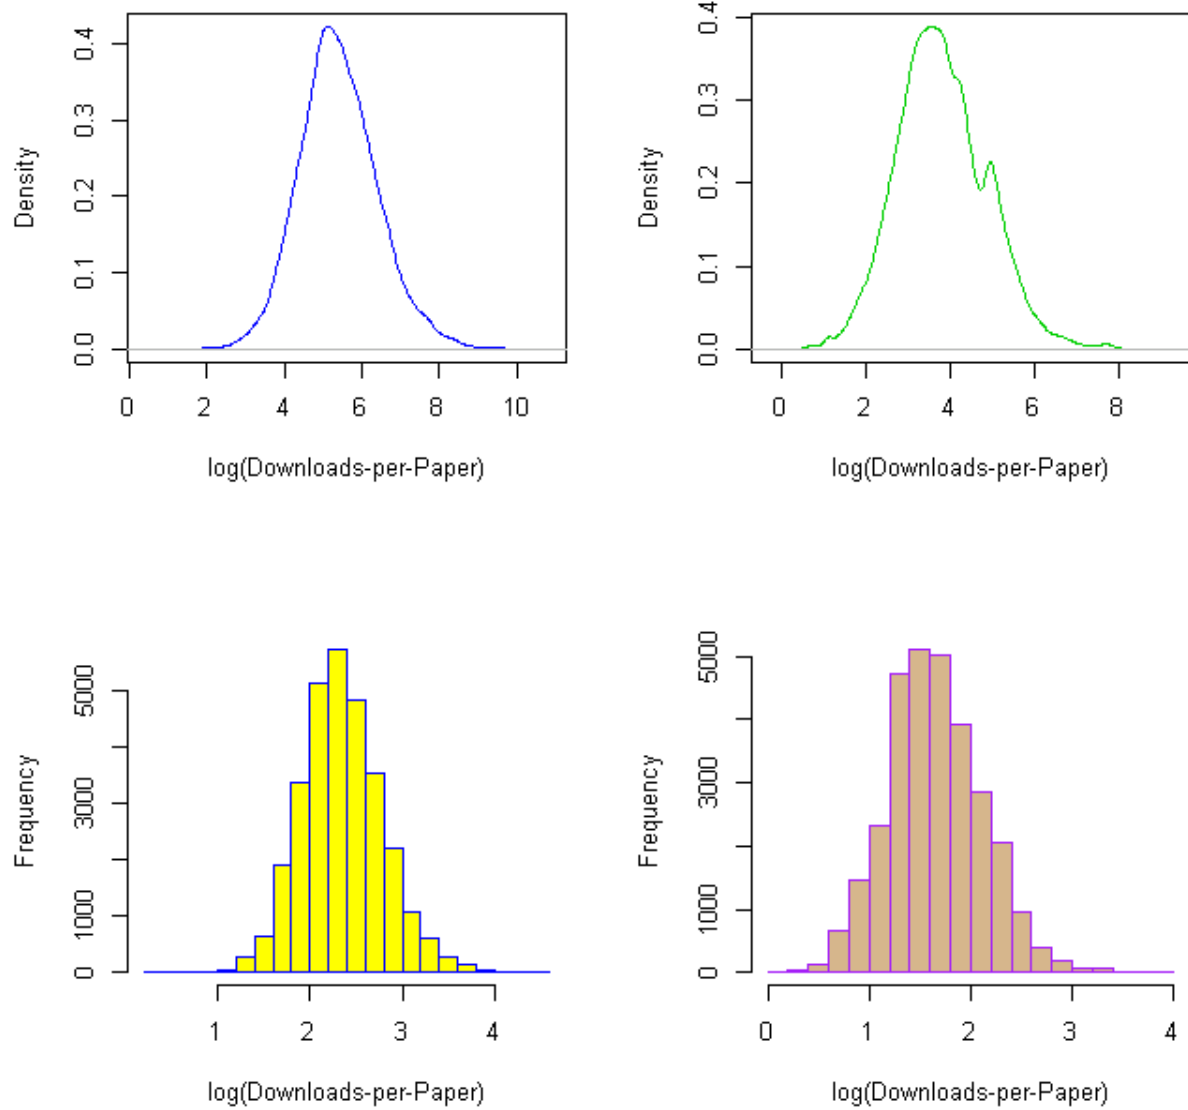 Density
0.0 0.1 0.2 0.3 0.4
0 2 4 6 8 10
log(Downloads-per-Paper)
Density
0.0 0.1 0.2 0.3 0.4
0 2 4 6 8
log(Downloads-per-Paper)
Frequency
0 1000 3000 5000
1 2 3 4
log(Downloads-per-Paper)
Frequency
0 1000 3000 5000
0 1 2 3 4
log(Downloads-per-Paper)